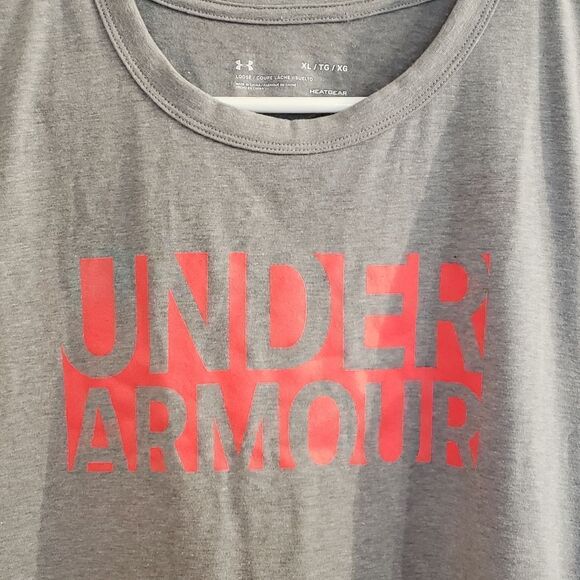 XL / TG / XG
LOOSE / COUPE LÂCHE / SUELTO
HEATGEAR
UNDER
ARMOUR